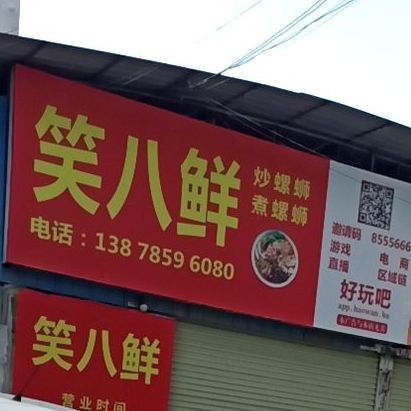 笑八鲜
炒螺蛳
煮螺蛳
电话：138 7859 6080
邀请码 8555666
游戏 电商
直播 区域链
好玩吧
笑八鲜
营业时间